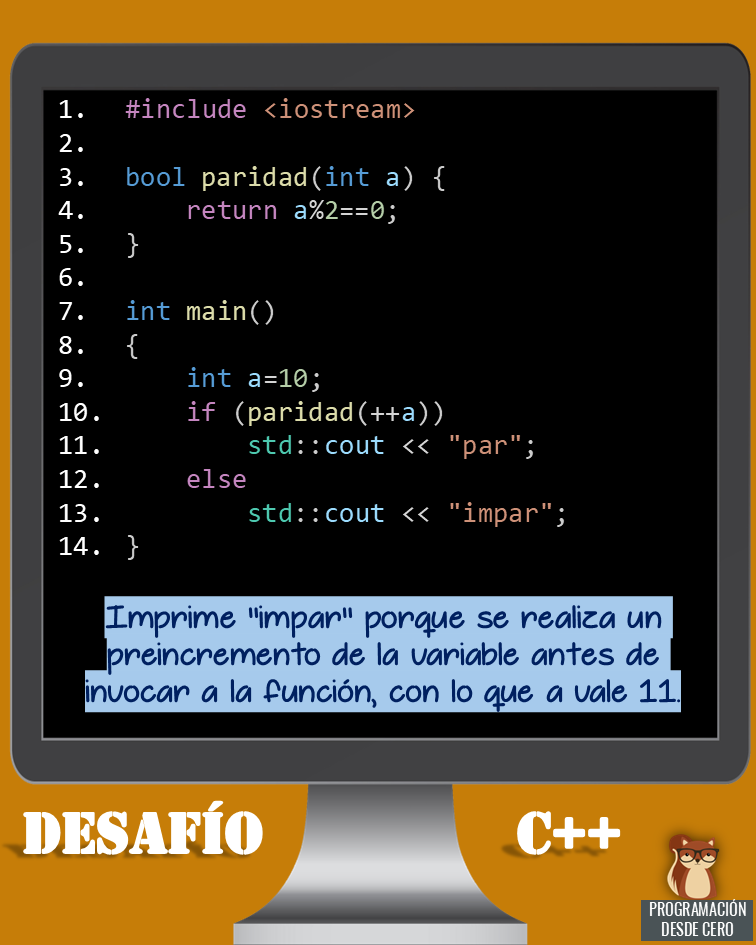 1. #include <iostream>
2.
3. bool paridad(int a) {
4.     return a%2==0;
5. }
6.
7. int main()
8. {
9.     int a=10;
10.     if (paridad(++a))
11.         std::cout << "par";
12.     else
13.         std::cout << "impar";
14. }
Imprime "impar" porque se realiza un
preincremento de la variable antes de
invocar a la función, con lo que a vale 11.
DESAFÍO C++
PROGRAMACIÓN
DESDE CERO